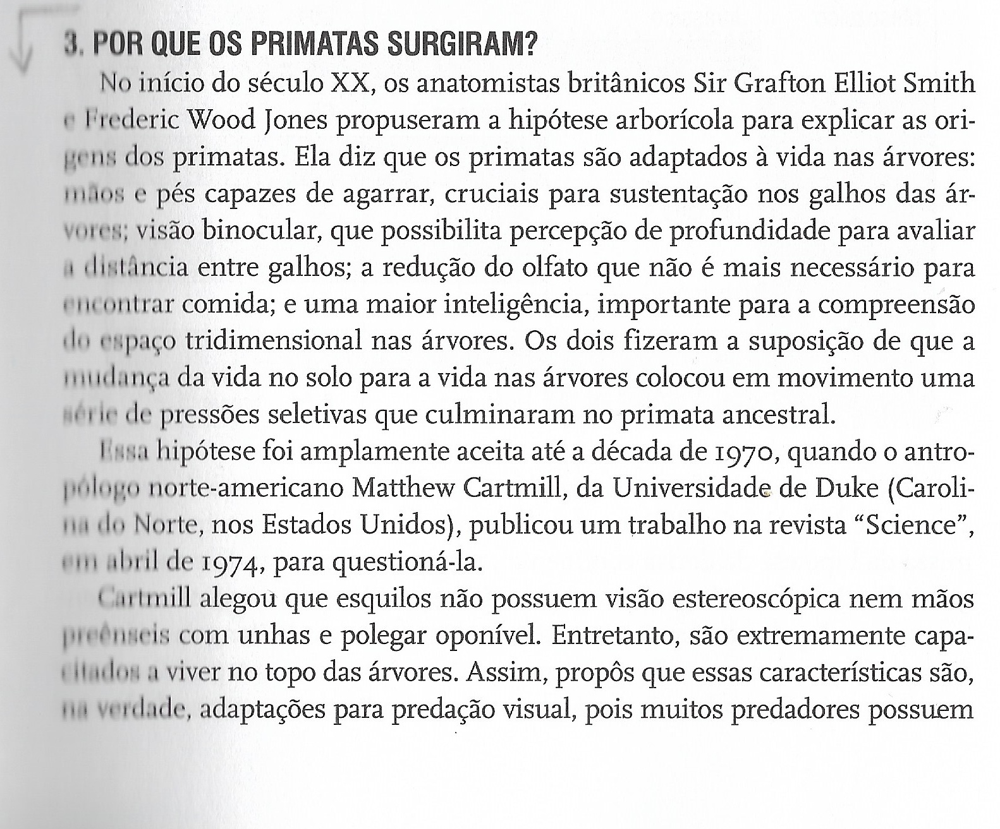 3. POR QUE OS PRIMATAS SURGIRAM?
No início do século XX, os anatomistas britânicos Sir Grafton Elliot Smith
e Frederic Wood Jones propuseram a hipótese arborícola para explicar as ori-
gens dos primatas. Ela diz que os primatas são adaptados à vida nas árvores:
mãos e pés capazes de agarrar, cruciais para sustentação nos galhos das ár-
vores; visão binocular, que possibilita percepção de profundidade para avaliar
a distância entre galhos; a redução do olfato que não é mais necessário para
encontrar comida; e uma maior inteligência, importante para a compreensão
do espaço tridimensional nas árvores. Os dois fizeram a suposição de que a
mudança da vida no solo para a vida nas árvores colocou em movimento uma
série de pressões seletivas que culminaram no primata ancestral.
Essa hipótese foi amplamente aceita até a década de 1970, quando o antro-
pólogo norte-americano Matthew Cartmill, da Universidade de Duke (Caroli-
na do Norte, nos Estados Unidos), publicou um trabalho na revista “Science”,
em abril de 1974, para questioná-la.
Cartmill alegou que esquilos não possuem visão estereoscópica nem mãos
preênseis com unhas e polegar oponível. Entretanto, são extremamente capa-
citados a viver no topo das árvores. Assim, propôs que essas características são,
na verdade, adaptações para predação visual, pois muitos predadores possuem